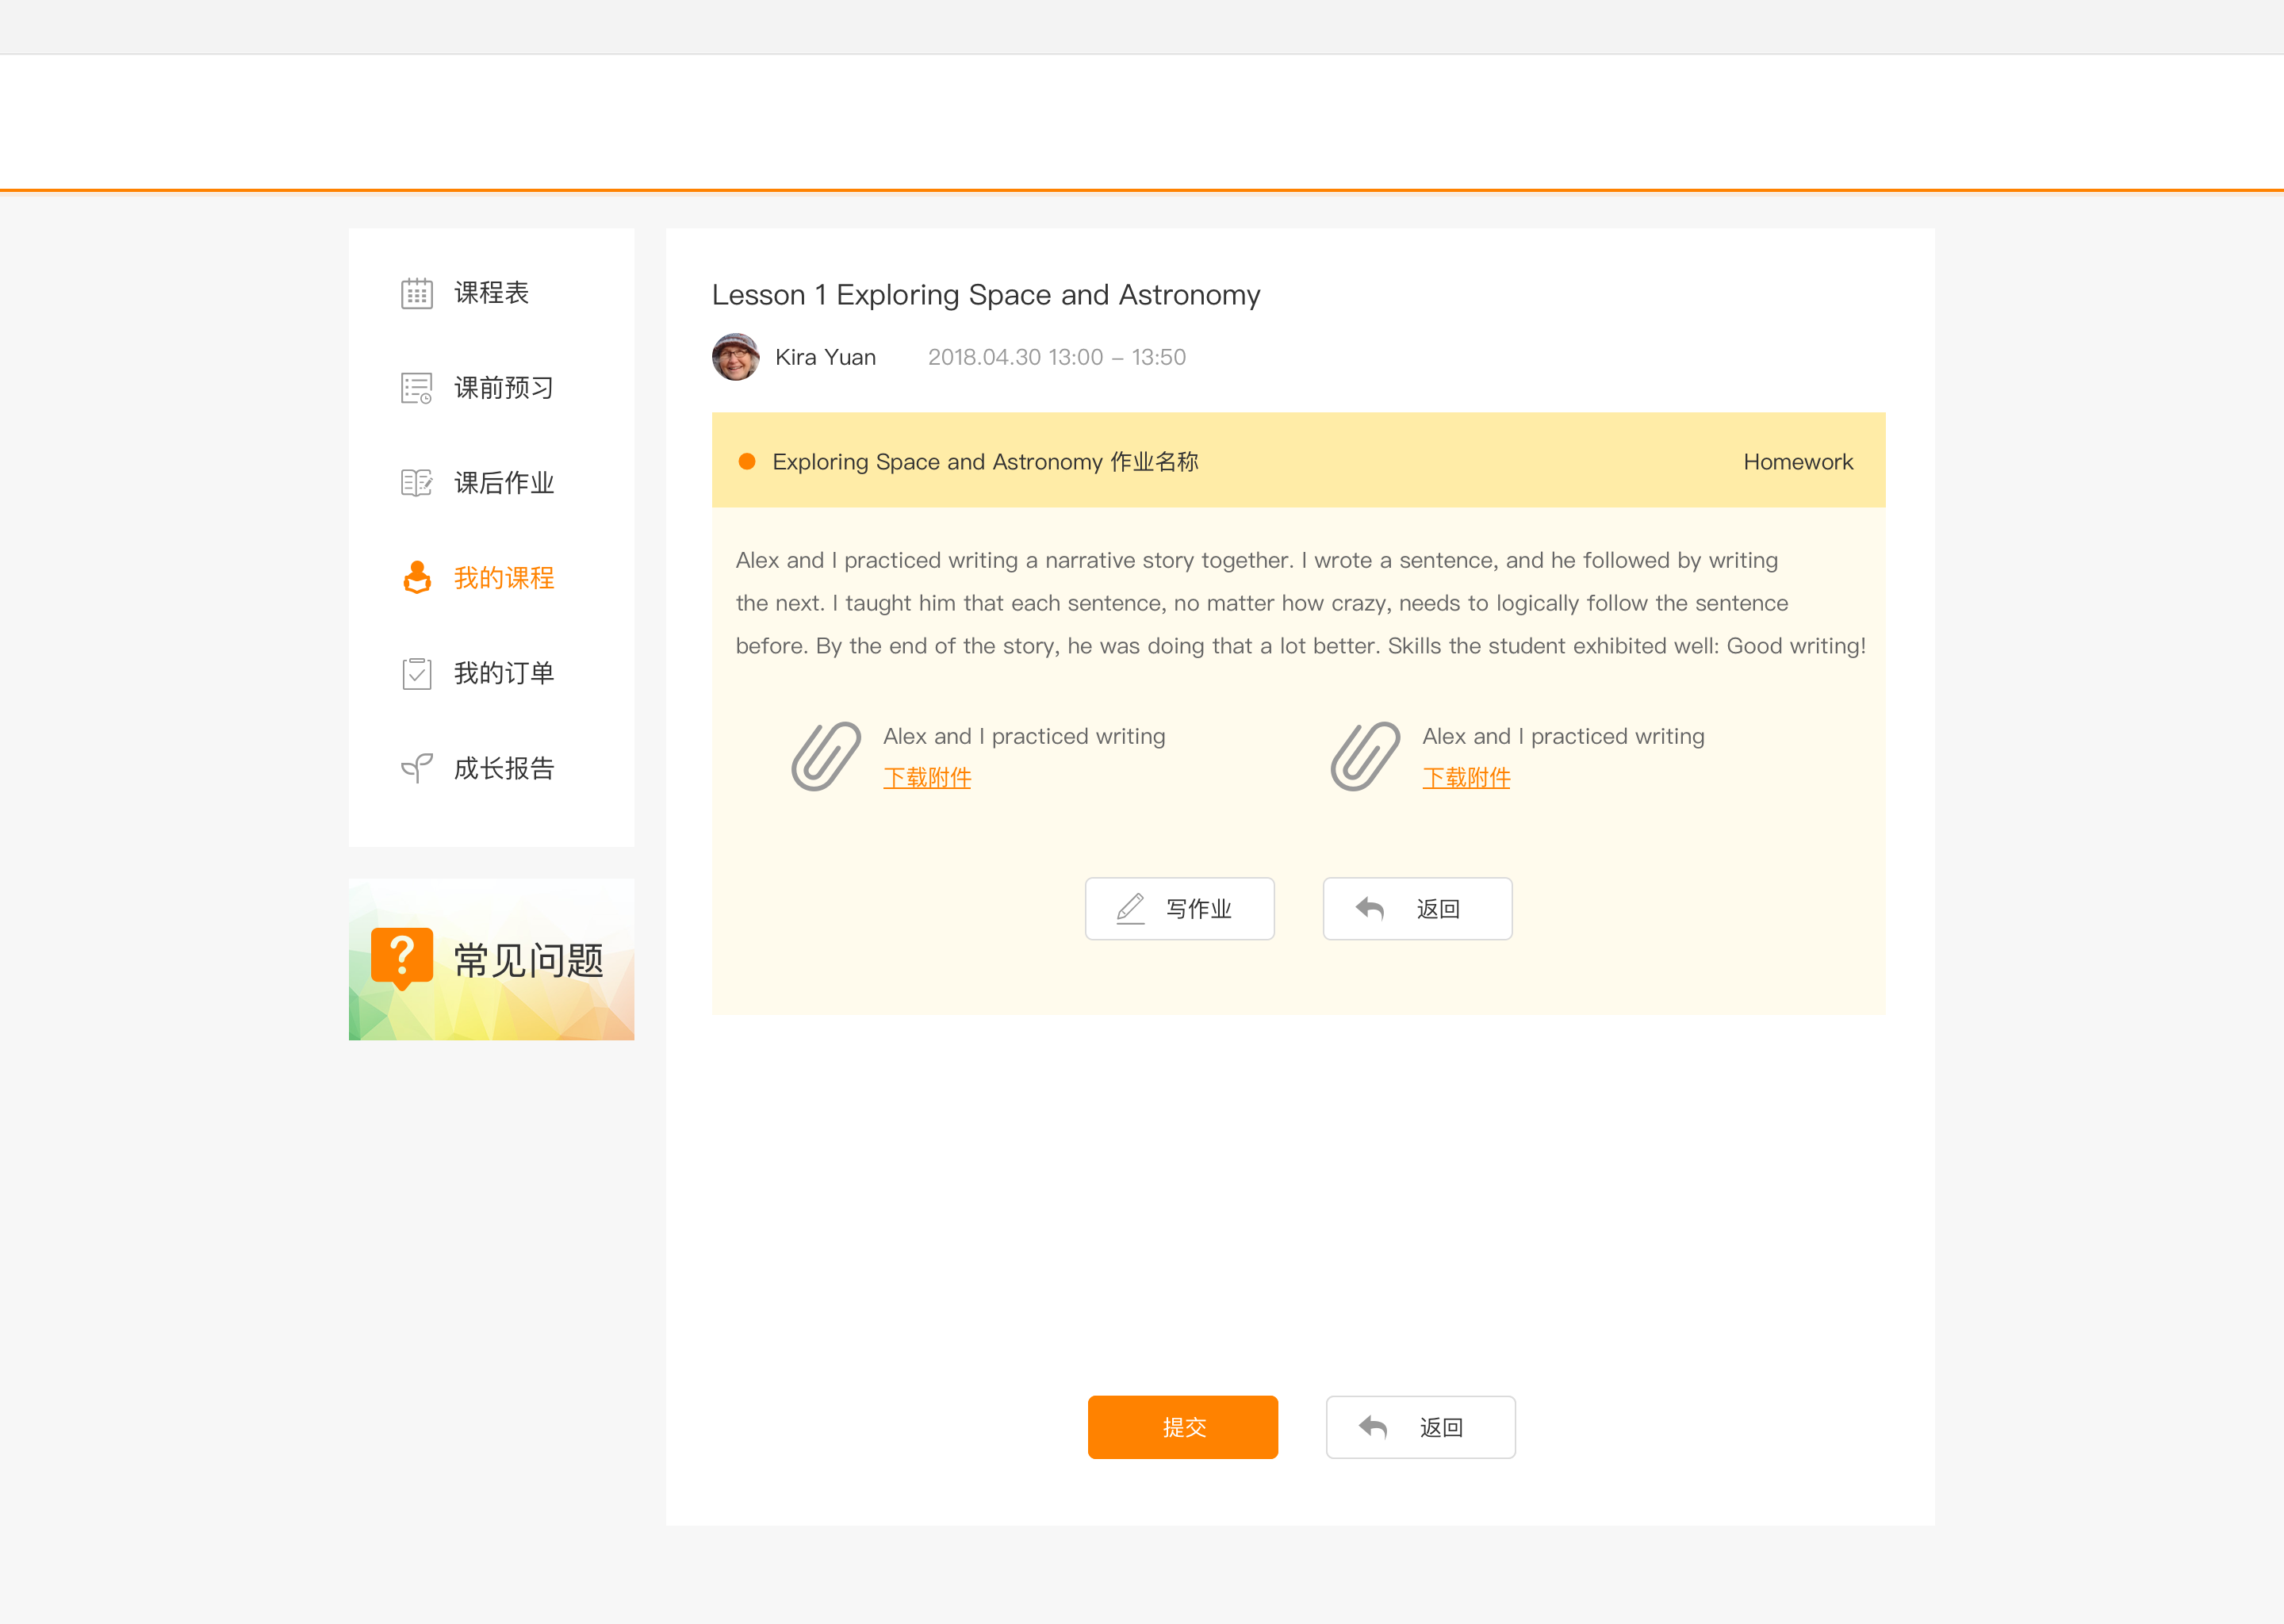 课程表
课前预习
课后作业
我的课程
我的订单
成长报告
常见问题
Lesson 1 Exploring Space and Astronomy
Kira Yuan 2018.04.30 13:00 – 13:50
Exploring Space and Astronomy 作业名称 Homework
Alex and I practiced writing a narrative story together. I wrote a sentence, and he followed by writing
the next. I taught him that each sentence, no matter how crazy, needs to logically follow the sentence
before. By the end of the story, he was doing that a lot better. Skills the student exhibited well: Good writing!
Alex and I practiced writing
下载附件
Alex and I practiced writing
下载附件
写作业 返回
提交 返回